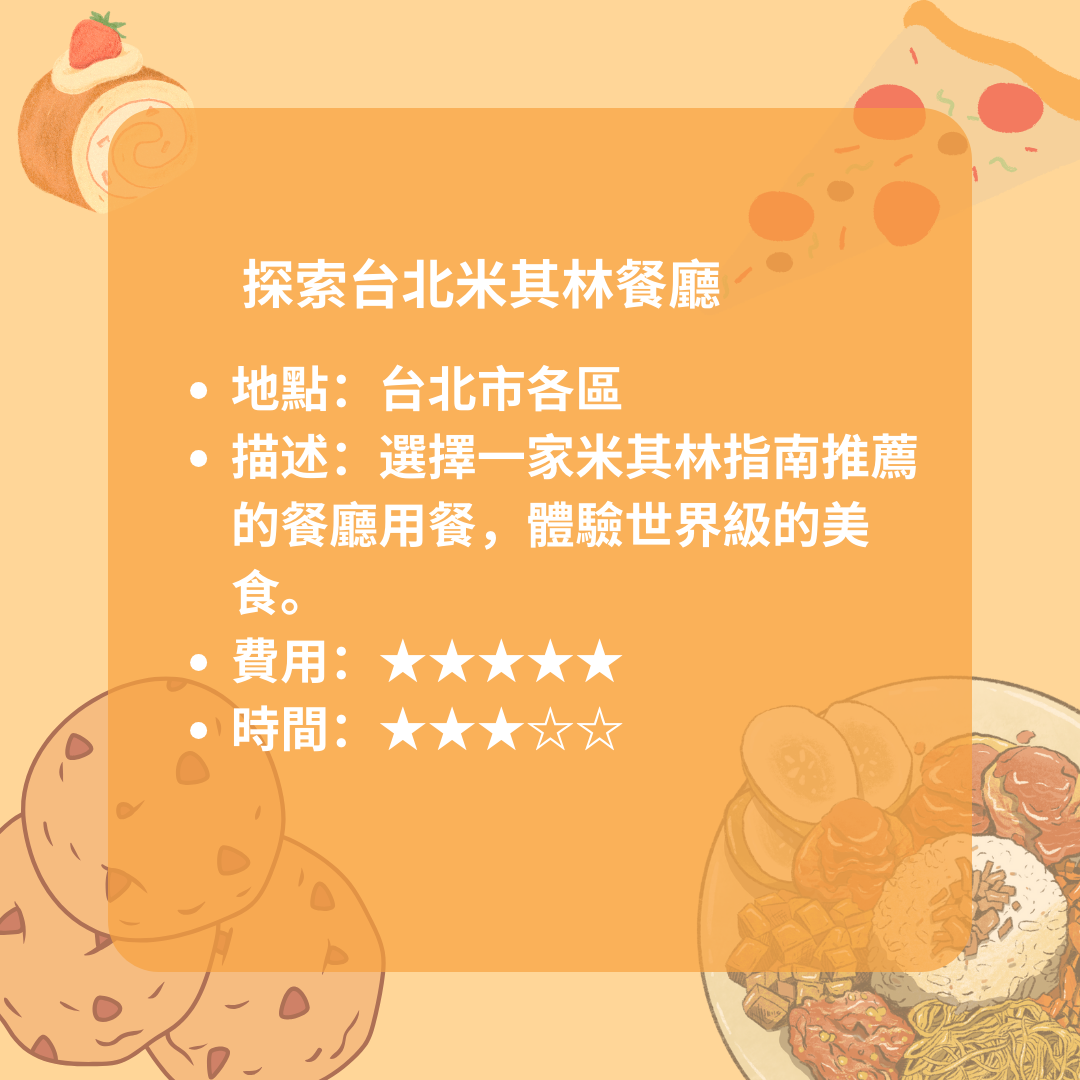 探索台北米其林餐廳
• 地點：台北市各區
• 描述：選擇一家米其林指南推薦
的餐廳用餐，體驗世界級的美
食。
• 費用：★★★★★
• 時間：★★★☆☆